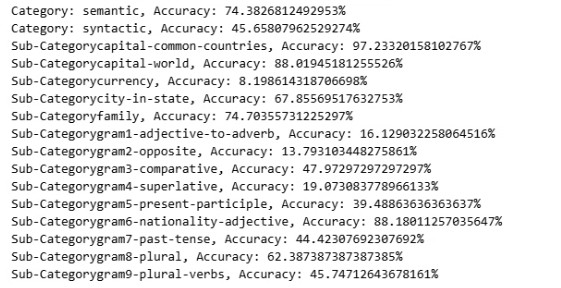 Category: semantic, Accuracy: 74.3826812492953%
Category: syntactic, Accuracy: 45.65807962529274%
Sub-Categorycapital-common-countries, Accuracy: 97.23320158102767%
Sub-Categorycapital-world, Accuracy: 88.01945181255526%
Sub-Categorycurrency, Accuracy: 8.198614318706698%
Sub-Categorycity-in-state, Accuracy: 67.85569517632753%
Sub-Categoryfamily, Accuracy: 74.70355731225297%
Sub-Categorygram1-adjective-to-adverb, Accuracy: 16.129032258064516%
Sub-Categorygram2-opposite, Accuracy: 13.793103448275861%
Sub-Categorygram3-comparative, Accuracy: 47.97297297297297%
Sub-Categorygram4-superlative, Accuracy: 19.073083778966133%
Sub-Categorygram5-present-participle, Accuracy: 39.48863636363637%
Sub-Categorygram6-nationality-adjective, Accuracy: 88.18011257035647%
Sub-Categorygram7-past-tense, Accuracy: 44.42307692307692%
Sub-Categorygram8-plural, Accuracy: 62.387387387387385%
Sub-Categorygram9-plural-verbs, Accuracy: 45.74712643678161%